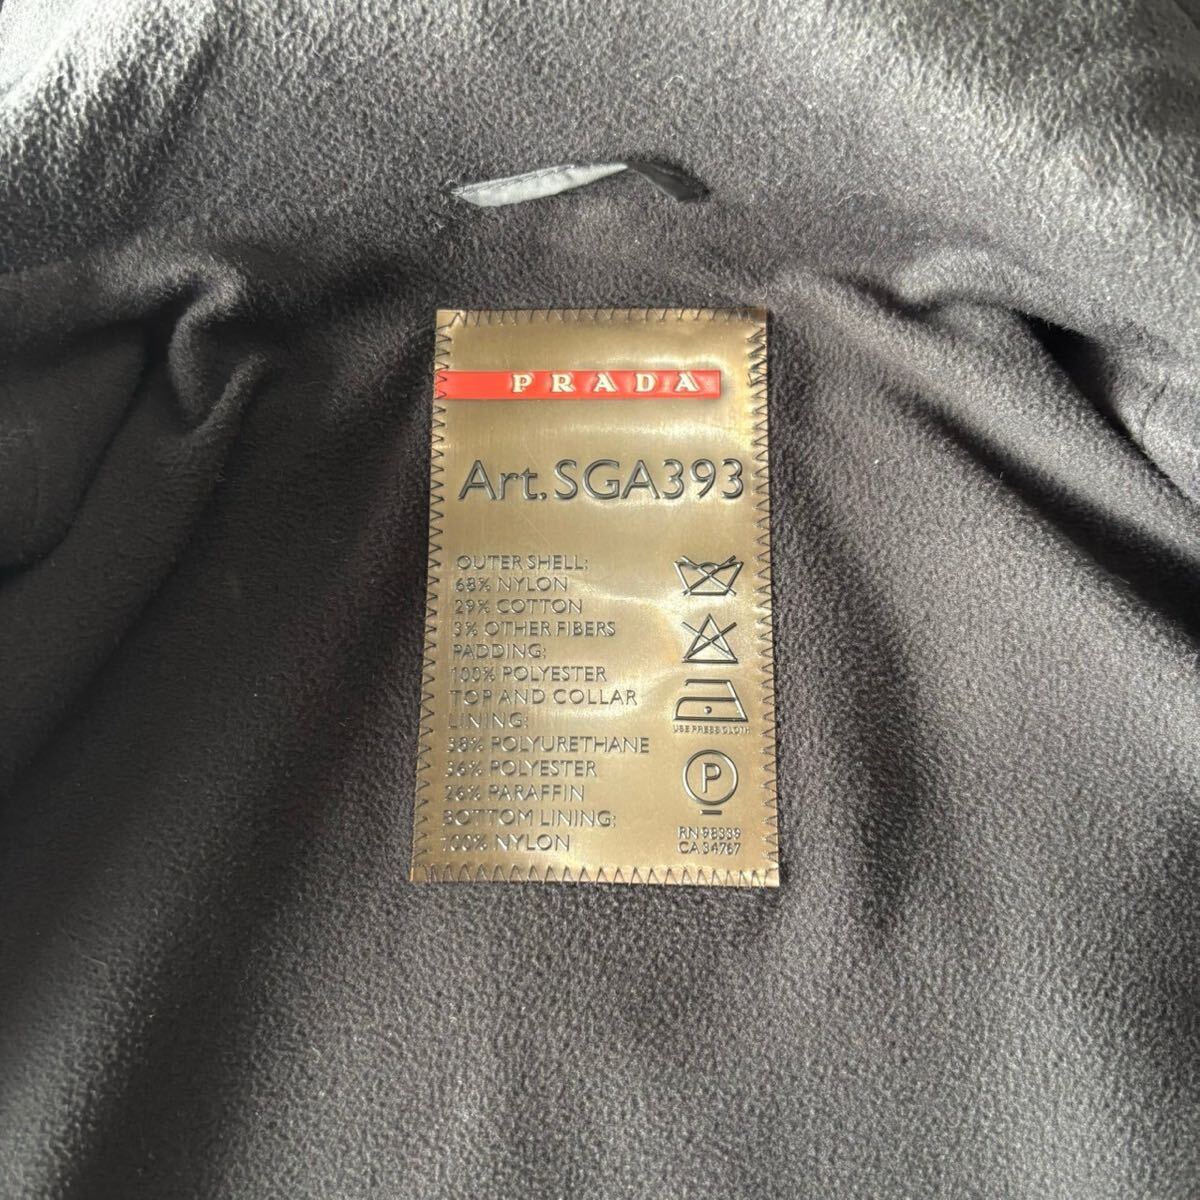 PRADA
Art. SGA393
OUTER SHELL:
68% NYLON
29% COTTON
3% OTHER FIBERS
PADDING:
100% POLYESTER
TOP AND COLLAR
LINING:
38% POLYURETHANE
36% POLYESTER
26% PARAFFIN
BOTTOM LINING:
100% NYLON
USE PRESS CLOTH
P
RN 98339
CA 34767